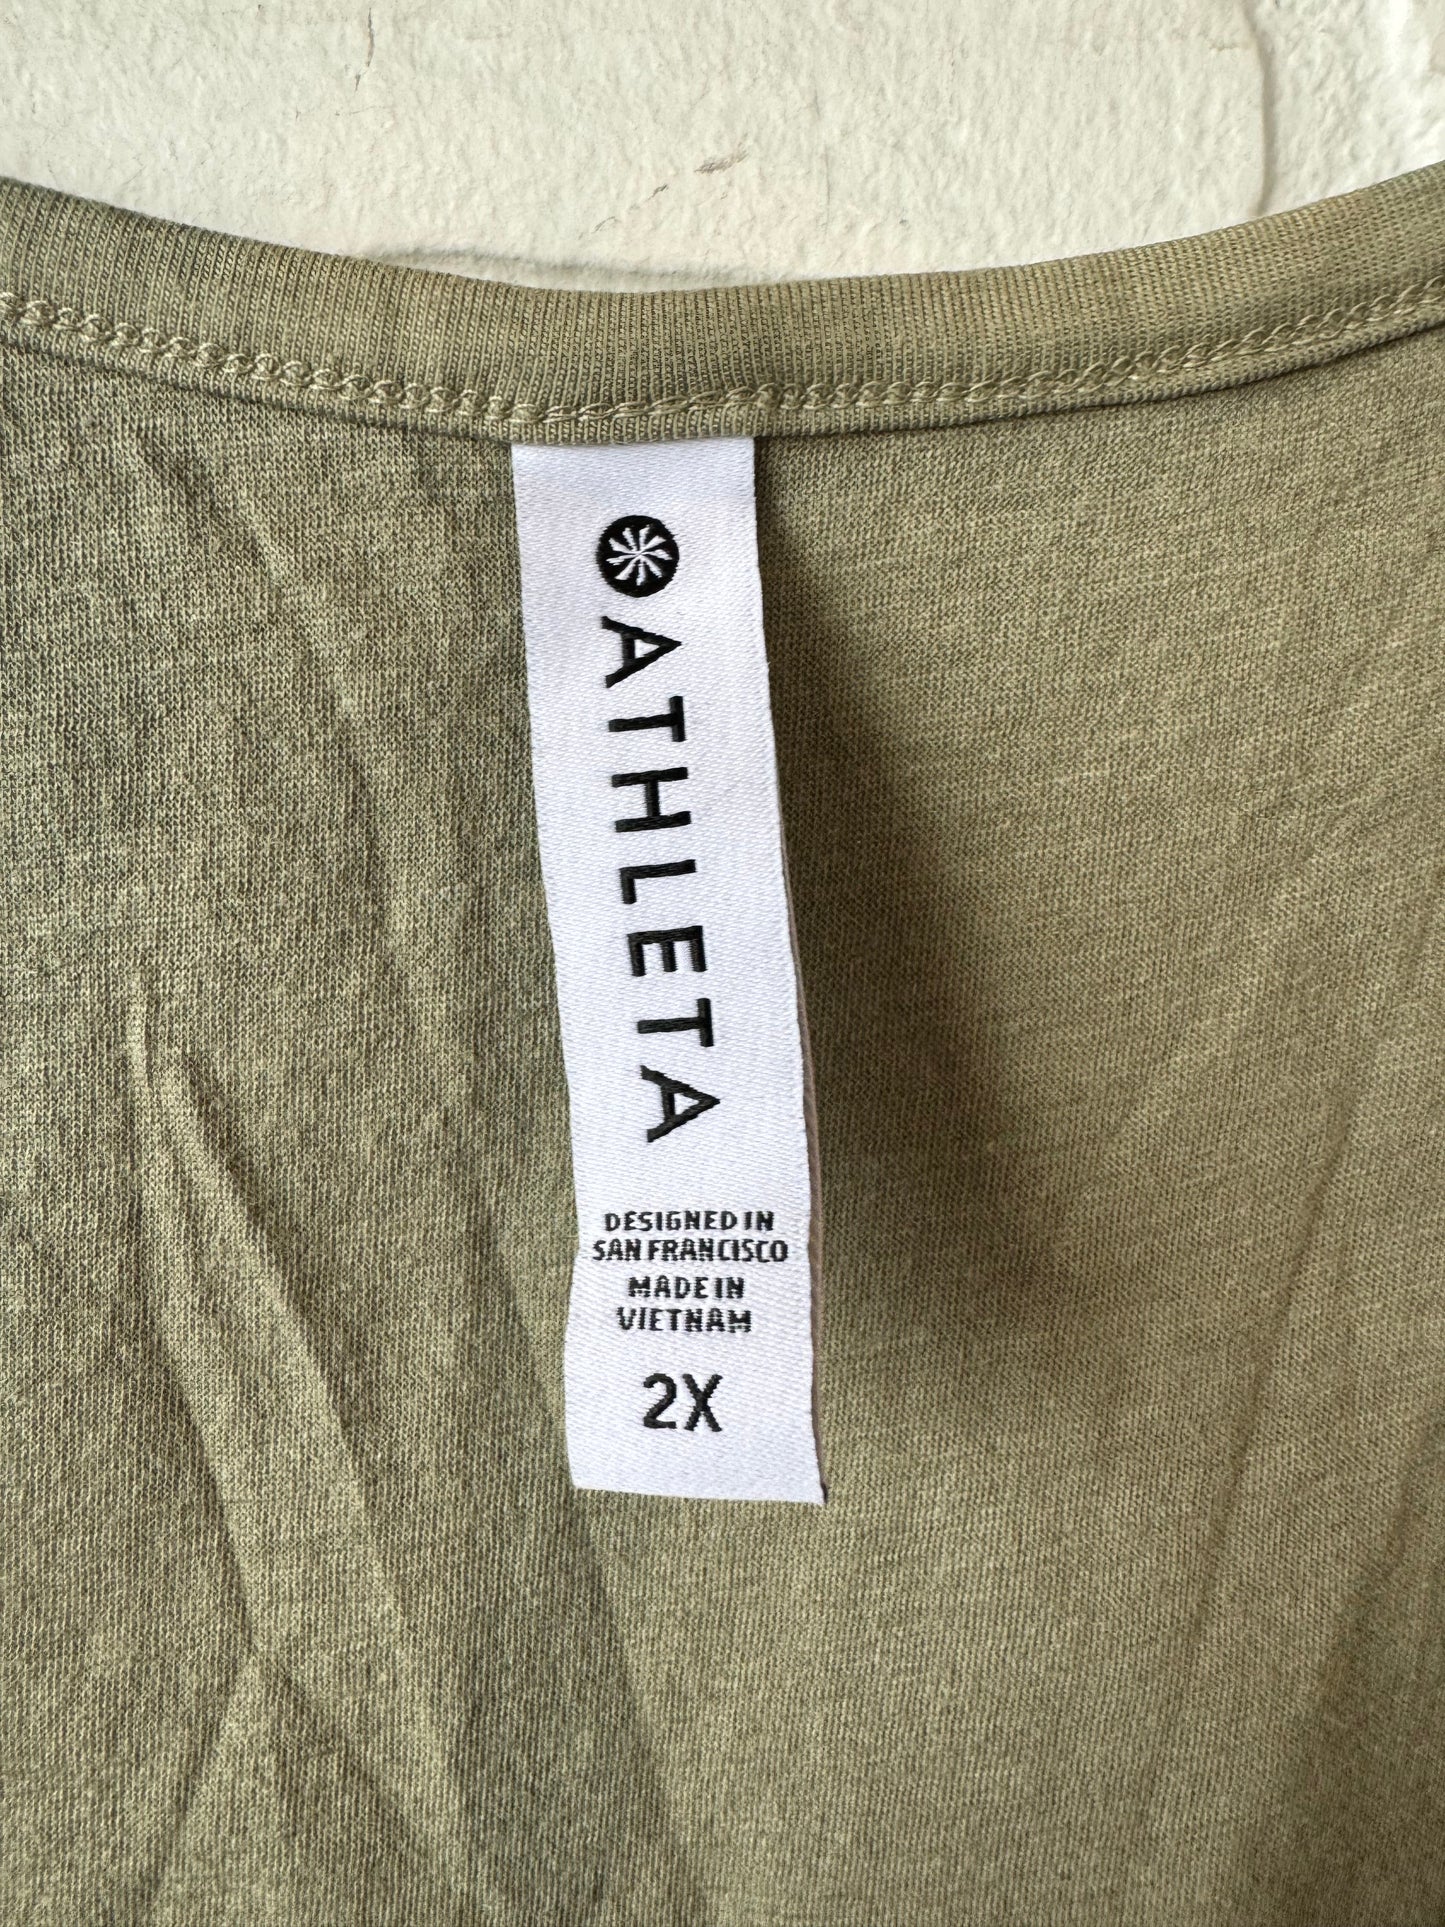 ATHLETA
DESIGNED IN
SAN FRANCISCO
MADE IN
VIETNAM
2X